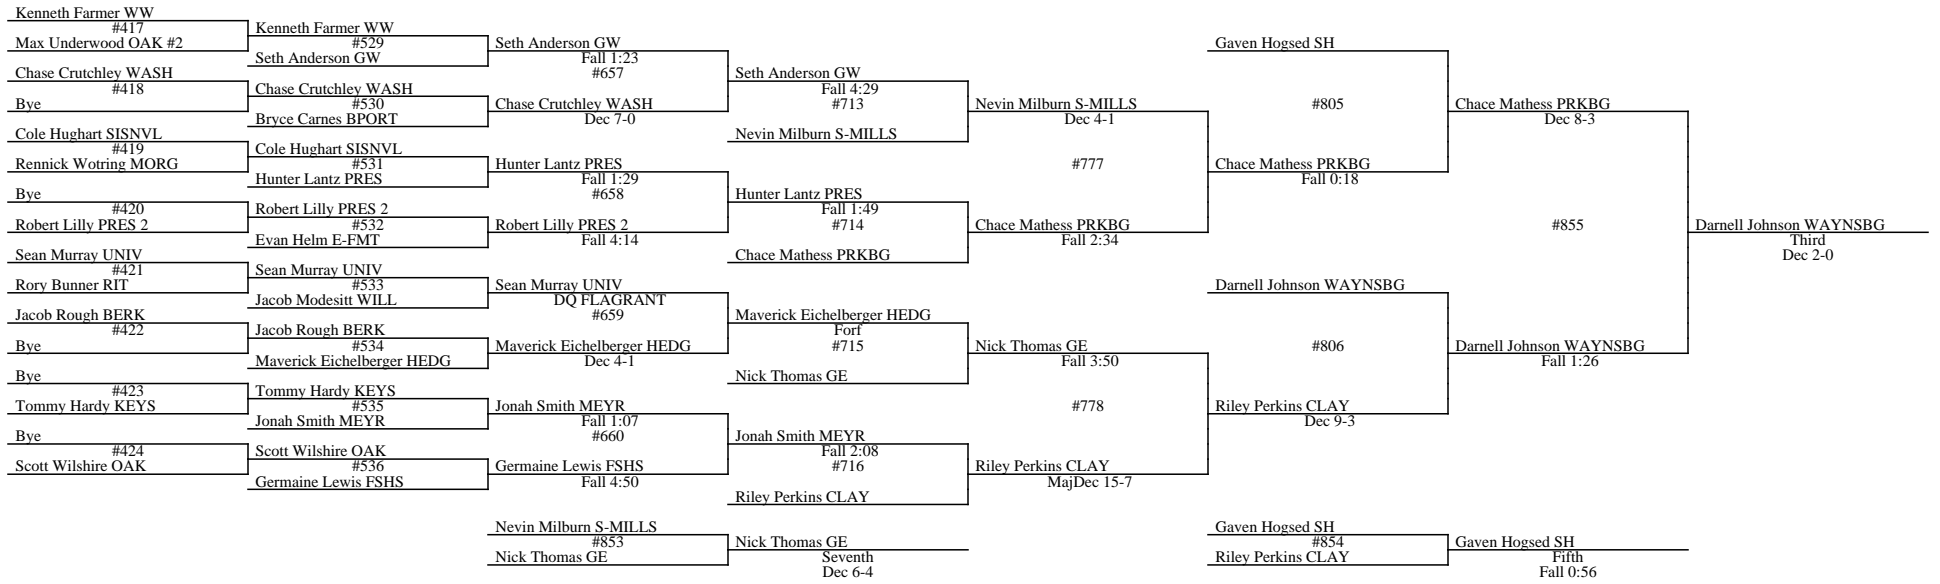 Kenneth Farmer WW
#417
Max Underwood OAK #2
Chase Crutchley WASH
#418
Bye
Cole Hughart SISNVL
#419
Rennick Wotring MORG
Bye
#420
Robert Lilly PRES 2
Sean Murray UNIV
#421
Rory Bunner RIT
Jacob Rough BERK
#422
Bye
Bye
#423
Tommy Hardy KEYS
Bye
#424
Scott Wilshire OAK
Kenneth Farmer WW
#529
Seth Anderson GW
Chase Crutchley WASH
#530
Bryce Carnes BPORT
Cole Hughart SISNVL
#531
Hunter Lantz PRES
Robert Lilly PRES 2
#532
Evan Helm E-FMT
Sean Murray UNIV
#533
Jacob Modesitt WILL
Jacob Rough BERK
#534
Maverick Eichelberger HEDG
Tommy Hardy KEYS
#535
Jonah Smith MEYR
Scott Wilshire OAK
#536
Germaine Lewis FSHS
Seth Anderson GW
Fall 1:23
#657
Chase Crutchley WASH
Dec 7-0
Hunter Lantz PRES
Fall 1:29
#658
Robert Lilly PRES 2
Fall 4:14
Sean Murray UNIV
DQ FLAGRANT
#659
Maverick Eichelberger HEDG
Dec 4-1
Jonah Smith MEYR
Fall 1:07
#660
Germaine Lewis FSHS
Fall 4:50
Seth Anderson GW
Fall 4:29
#713
Nevin Milburn S-MILLS
Hunter Lantz PRES
Fall 1:49
#714
Chace Mathess PRKBG
Maverick Eichelberger HEDG
Forf
#715
Nick Thomas GE
Jonah Smith MEYR
Fall 2:08
#716
Riley Perkins CLAY
Nevin Milburn S-MILLS
Dec 4-1
#777
Chace Mathess PRKBG
Fall 2:34
Nick Thomas GE
Fall 3:50
#778
Riley Perkins CLAY
MajDec 15-7
Gaven Hogsed SH
#805
Chace Mathess PRKBG
Fall 0:18
Darnell Johnson WAYNSBG
#806
Riley Perkins CLAY
Dec 9-3
Chace Mathess PRKBG
Dec 8-3
#855
Darnell Johnson WAYNSBG
Fall 1:26
Darnell Johnson WAYNSBG
Third
Dec 2-0
Nevin Milburn S-MILLS
#853
Nick Thomas GE
Nick Thomas GE
Seventh
Dec 6-4
Gaven Hogsed SH
#854
Riley Perkins CLAY
Gaven Hogsed SH
Fifth
Fall 0:56